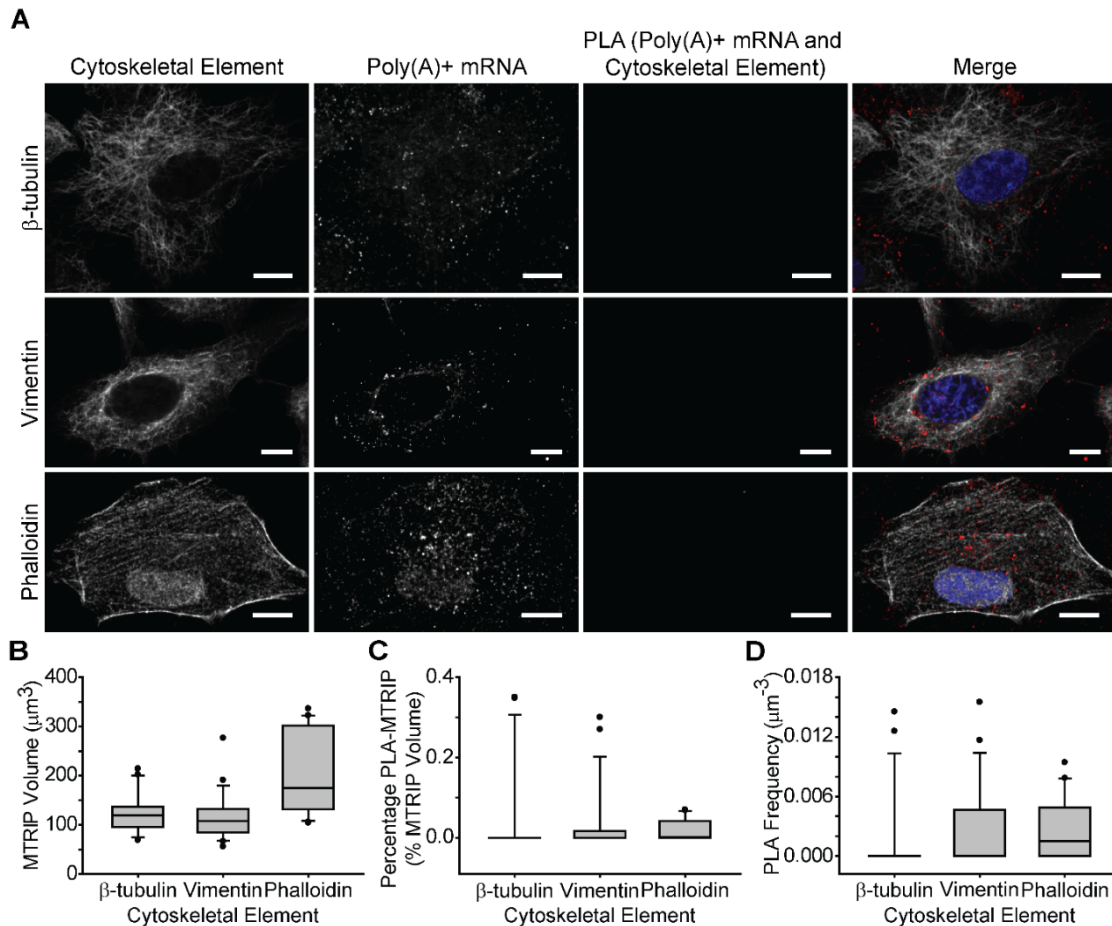 A
Cytoskeletal Element
Poly(A)+ mRNA
PLA (Poly(A)+ mRNA and
Cytoskeletal Element)
Merge
β-tubulin
Vimentin
Phalloidin
B
MTRIP Volume (μm³)
400
300
200
100
0
β-tubulin Vimentin Phalloidin
Cytoskeletal Element
C
Percentage PLA-MTRIP
(% MTRIP Volume)
0.4
0.2
0.0
β-tubulin Vimentin Phalloidin
Cytoskeletal Element
D
PLA Frequency (μm⁻³)
0.018
0.012
0.006
0.000
β-tubulin Vimentin Phalloidin
Cytoskeletal Element